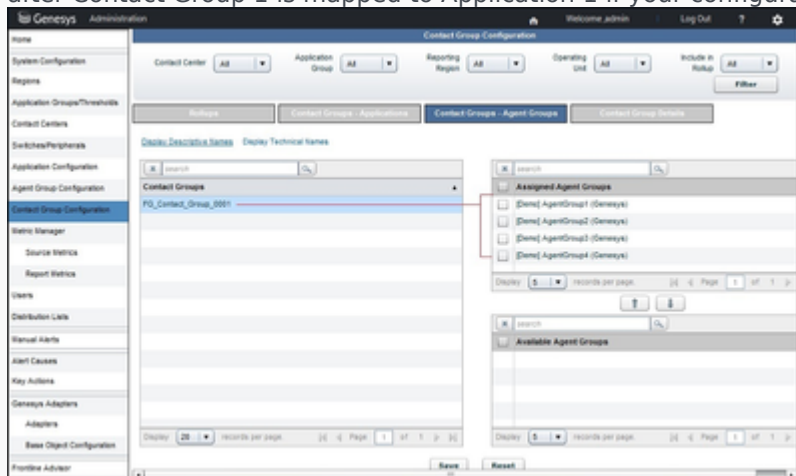 after Contact Group 1 is mapped to Application 1 if your configura
Genesys Administration Welcome,admin Log Out ?
Contact Group Configuration
Home
System Configuration
Regions
Application Groups/Thresholds
Contact Centers
Switches/Peripherals
Application Configuration
Agent Group Configuration
Contact Group Configuration
Metric Manager
Source Metrics
Report Metrics
Users
Distribution Lists
Manual Alerts
Alert Causes
Key Actions
Genesys Adapters
Adapters
Base Object Configuration
Frontline Advisor
Contact Center All
Application Group All
Reporting Region All
Operating Unit All
Include in Rollup All
Filter
Rollups Contact Groups - Applications Contact Groups - Agent Groups Contact Group Details
Display Descriptive Names Display Technical Names
search
Contact Groups
FG_Contact_Group_0001
Display 20 records per page. Page 1 of 1
search
Assigned Agent Groups
[Demo] AgentGroup1 (Genesys)
[Demo] AgentGroup2 (Genesys)
[Demo] AgentGroup3 (Genesys)
[Demo] AgentGroup4 (Genesys)
Display 5 records per page. Page 1 of 1
search
Available Agent Groups
Display 5 records per page. Page 1 of 1
Save Reset